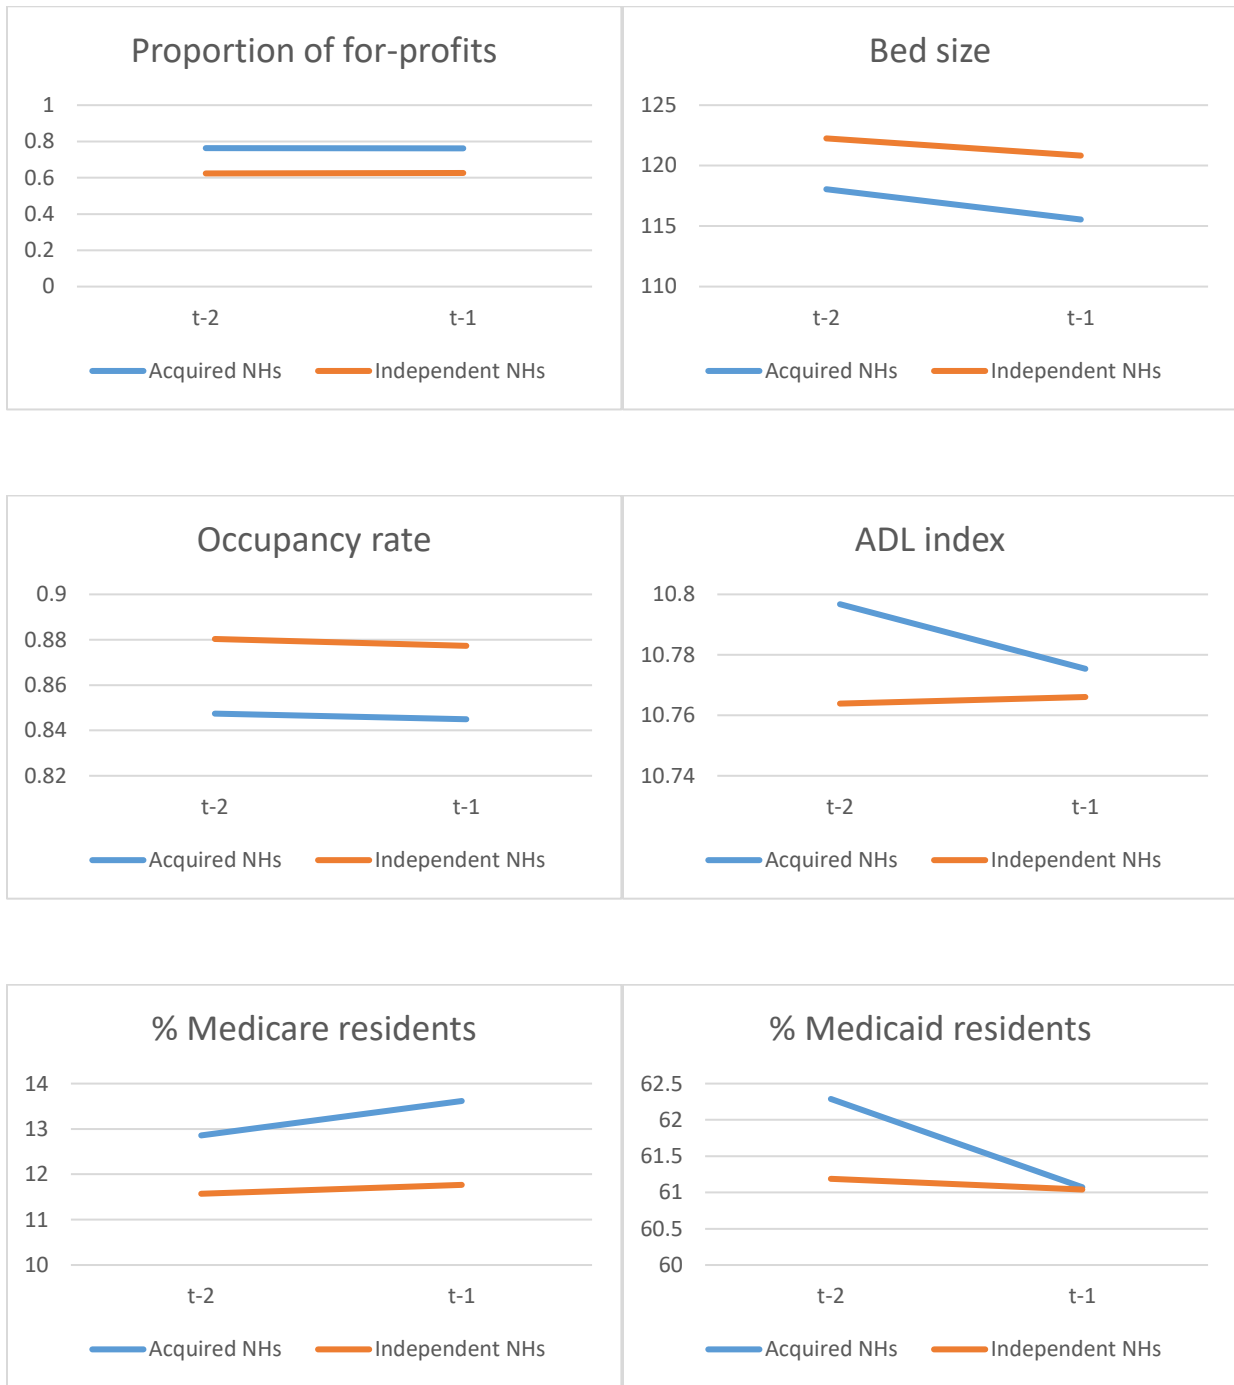 Proportion of for-profits
1
0.8
0.6
0.4
0.2
0
t-2 t-1
Acquired NHs Independent NHs
Bed size
125
120
115
110
t-2 t-1
Acquired NHs Independent NHs
Occupancy rate
0.9
0.88
0.86
0.84
0.82
t-2 t-1
Acquired NHs Independent NHs
ADL index
10.8
10.78
10.76
10.74
t-2 t-1
Acquired NHs Independent NHs
% Medicare residents
14
13
12
11
10
t-2 t-1
Acquired NHs Independent NHs
% Medicaid residents
62.5
62
61.5
61
60.5
60
t-2 t-1
Acquired NHs Independent NHs